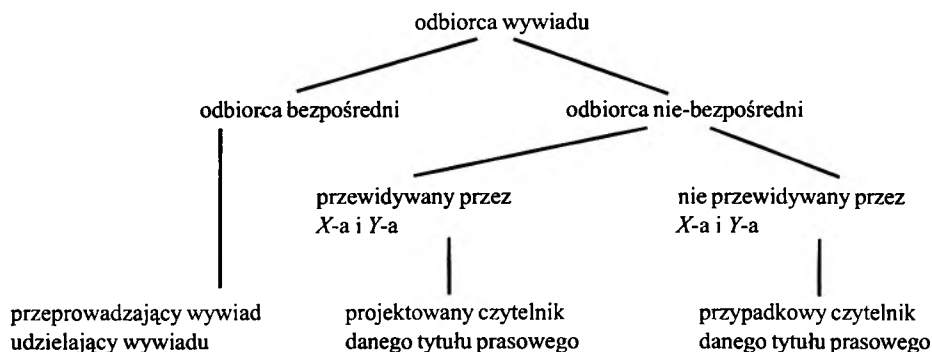 odbiorca wywiadu
odbiorca bezpośredni
odbiorca nie-bezpośredni
przewidywany przez
X-a i Y-a
nie przewidywany przez
X-a i Y-a
przeprowadzający wywiad
udzielający wywiadu
projektowany czytelnik
danego tytułu prasowego
przypadkowy czytelnik
danego tytułu prasowego